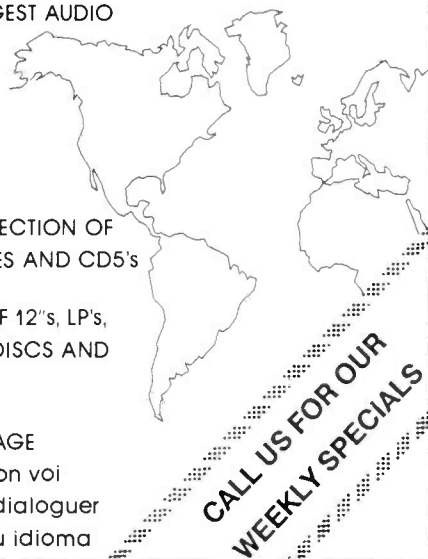 GEST AUDIO
ECTION OF
ES AND CD5's
F 12"s, LP's,
DISCS AND
AGE
on voi
dialoguer
u idioma
CALL US FOR OUR
WEEKLY SPECIALS